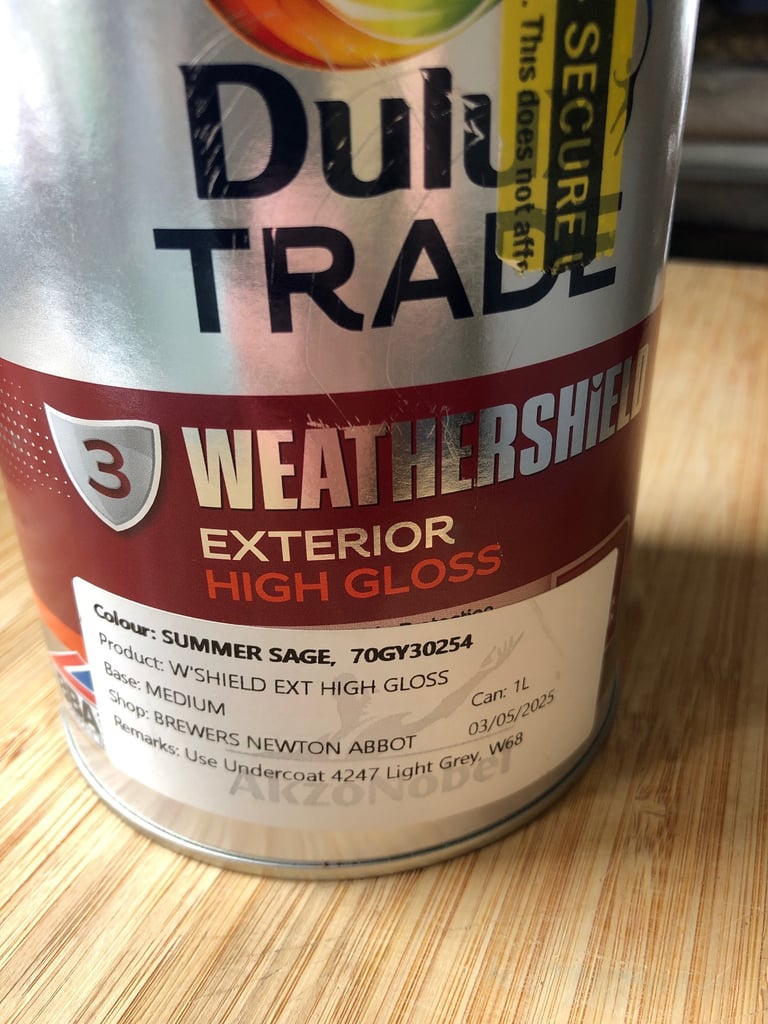 Dulu
TRADE
SECURE
. This does not aff
3
WEATHERSHiELD
EXTERIOR
HIGH GLOSS
Protection
Colour: SUMMER SAGE, 70GY30254
Product: W'SHIELD EXT HIGH GLOSS
Base: MEDIUM
Can: 1L
Shop: BREWERS NEWTON ABBOT
03/05/2025
Remarks: Use Undercoat 4247 Light Grey, W68
AkzoNobel